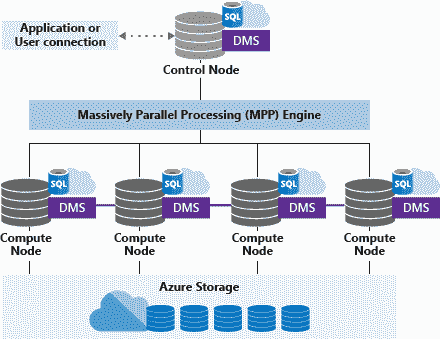 Application or
User connection
SQL
DMS
Control Node
Massively Parallel Processing (MPP) Engine
SQL
DMS
SQL
DMS
SQL
DMS
SQL
DMS
Compute
Node
Compute
Node
Compute
Node
Compute
Node
Azure Storage